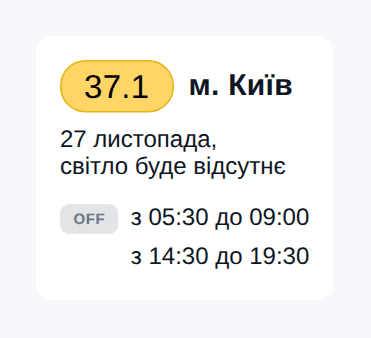 37.1 м. Київ
27 листопада,
світло буде відсутнє
OFF з 05:30 до 09:00
з 14:30 до 19:30